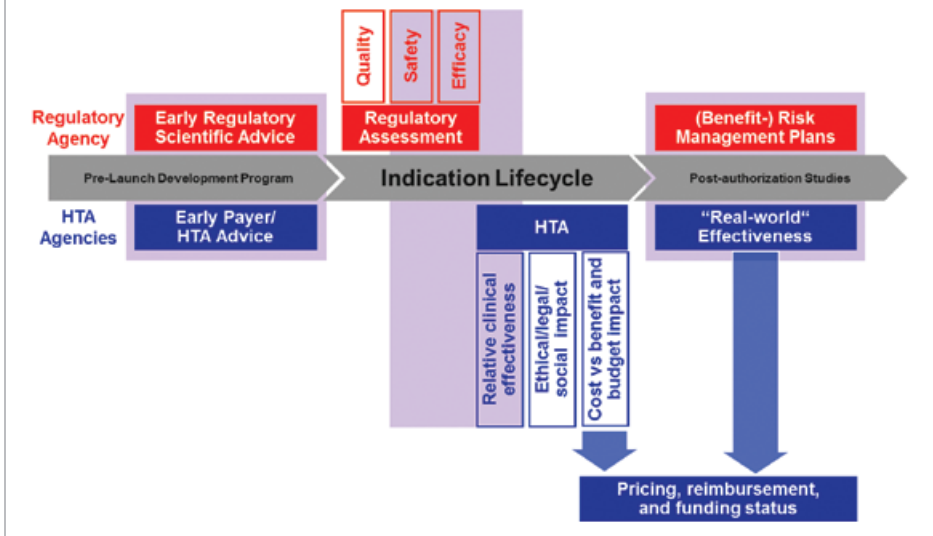 Quality
Safety
Efficacy
Regulatory
Agency
Early Regulatory
Scientific Advice
Regulatory
Assessment
(Benefit-) Risk
Management Plans
Pre-Launch Development Program
Indication Lifecycle
Post-authorization Studies
HTA
Agencies
Early Payer/
HTA Advice
HTA
“Real-world“
Effectiveness
Relative clinical
effectiveness
Ethical/legal/
social impact
Cost vs benefit and
budget impact
Pricing, reimbursement,
and funding status